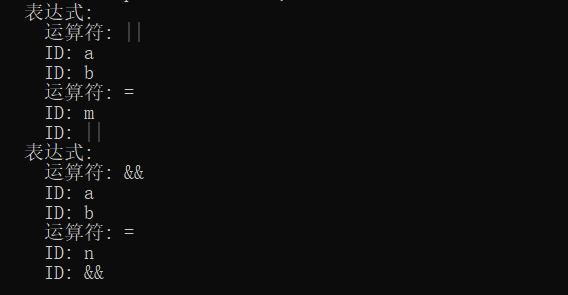 表达式:
运算符: ||
ID: a
ID: b
运算符: =
ID: m
ID: ||
表达式:
运算符: &&
ID: a
ID: b
运算符: =
ID: n
ID: &&